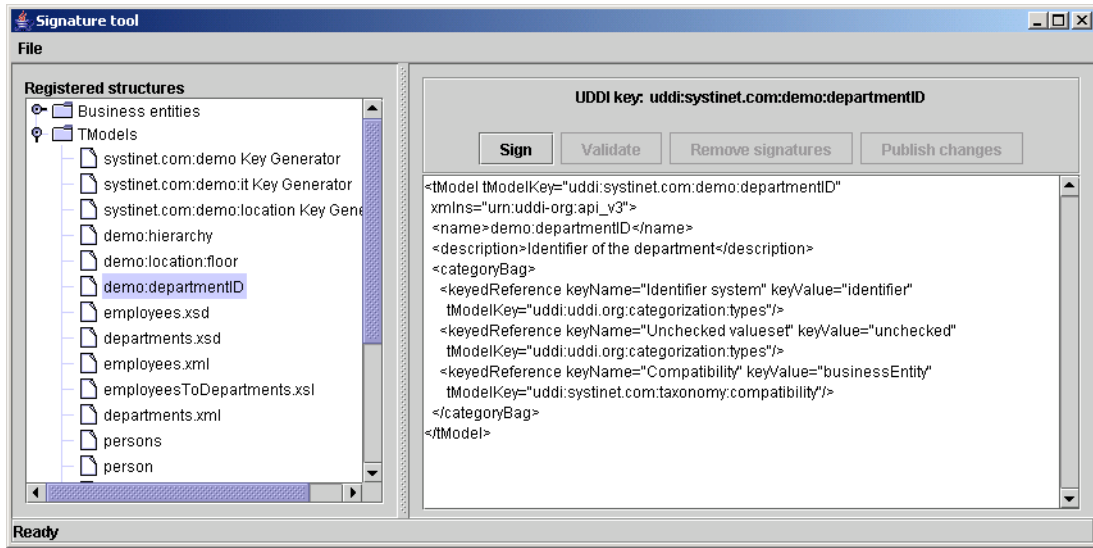 Signature tool
File
Registered structures
Business entities
TModels
systinet.com:demo Key Generator
systinet.com:demo:it Key Generator
systinet.com:demo:location Key Gene
demo:hierarchy
demo:location:floor
demo:departmentID
employees.xsd
departments.xsd
employees.xml
employeesToDepartments.xsl
departments.xml
persons
person
UDDI key: uddi:systinet.com:demo:departmentID
Sign Validate Remove signatures Publish changes
<tModel tModelKey="uddi:systinet.com:demo:departmentID"
xmlns="urn:uddi-org:api_v3">
<name>demo:departmentID</name>
<description>Identifier of the department</description>
<categoryBag>
<keyedReference keyName="Identifier system" keyValue="identifier"
tModelKey="uddi:uddi.org:categorization:types"/>
<keyedReference keyName="Unchecked valueset" keyValue="unchecked"
tModelKey="uddi:uddi.org:categorization:types"/>
<keyedReference keyName="Compatibility" keyValue="businessEntity"
tModelKey="uddi:systinet.com:taxonomy:compatibility"/>
</categoryBag>
</tModel>
Ready